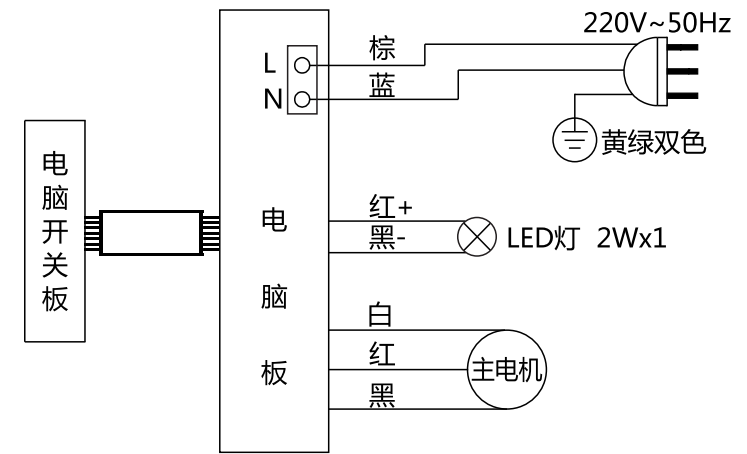 220V~50Hz
L
棕
N
蓝
黄绿双色
电脑开关板
电脑板
红+
黑-
LED灯 2Wx1
白
红
黑
主电机